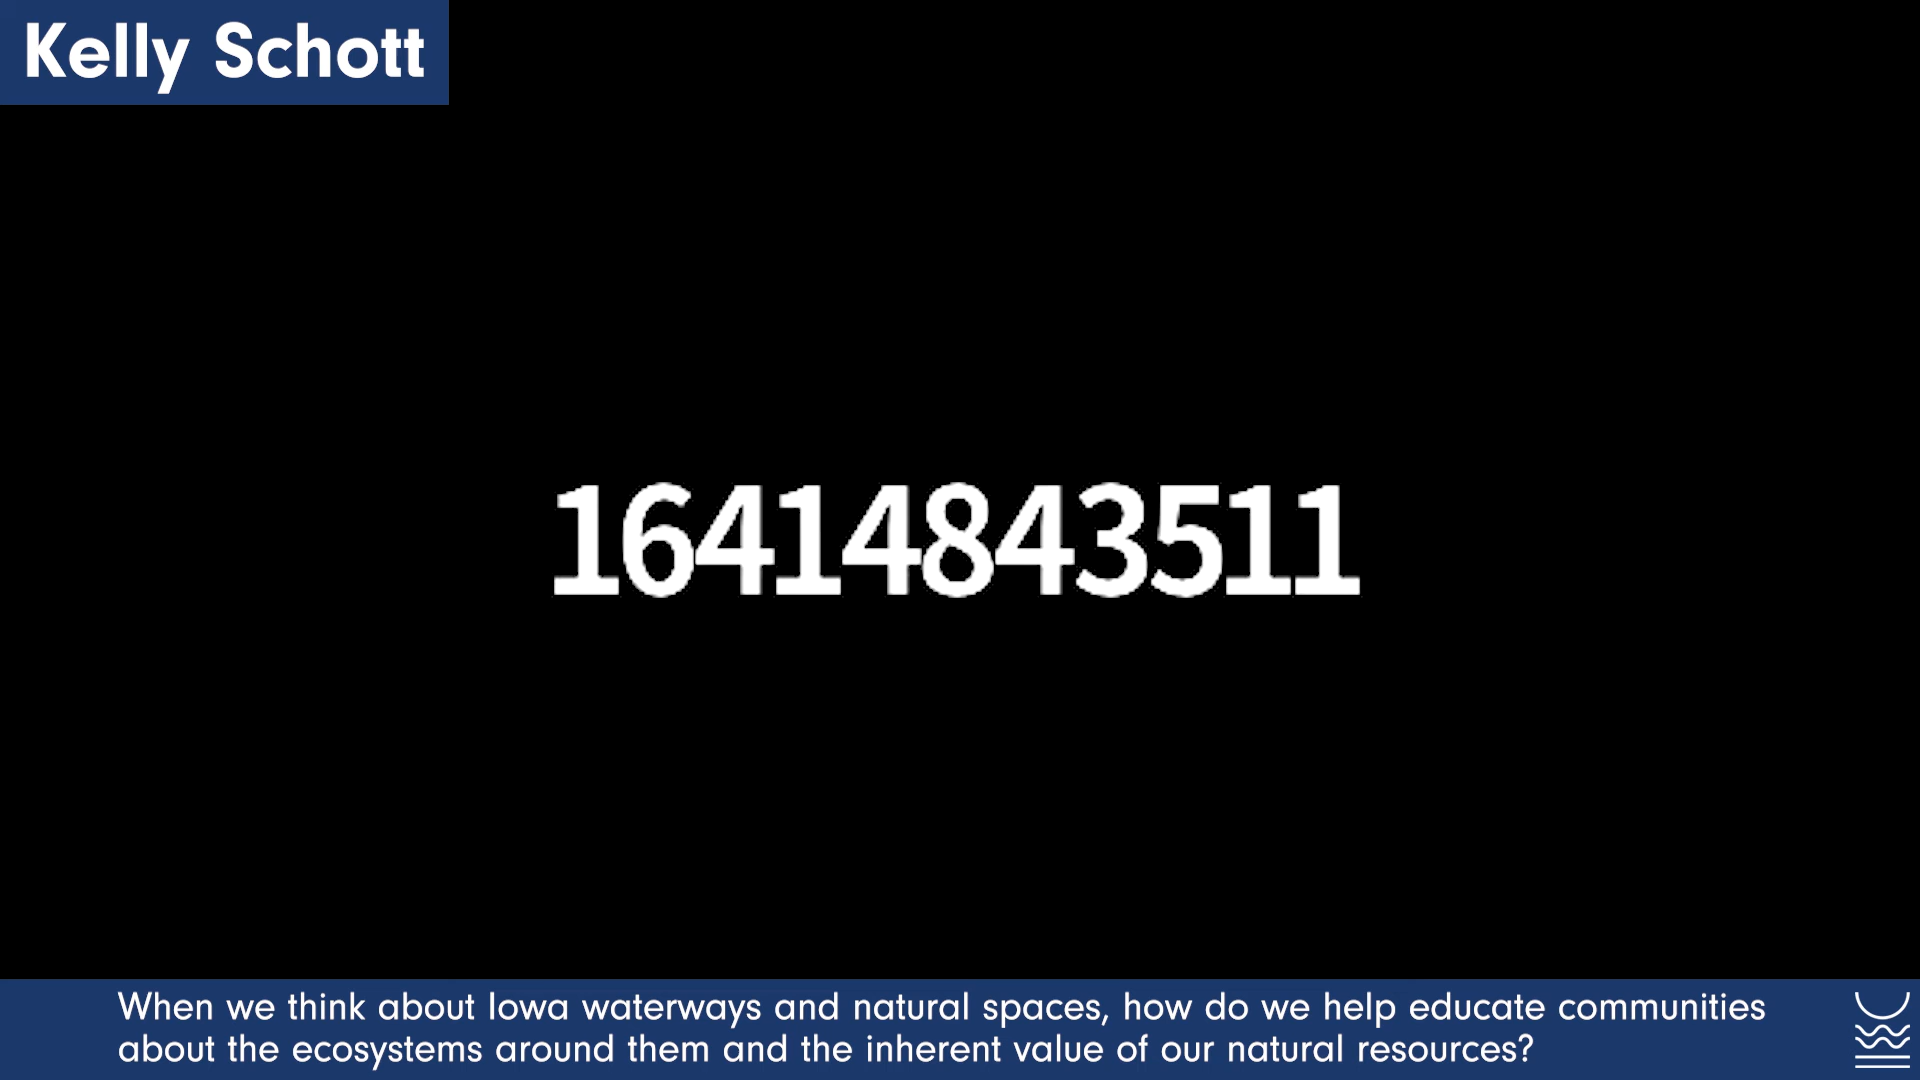 Kelly Schott
16414843511
When we think about Iowa waterways and natural spaces, how do we help educate communities
about the ecosystems around them and the inherent value of our natural resources?